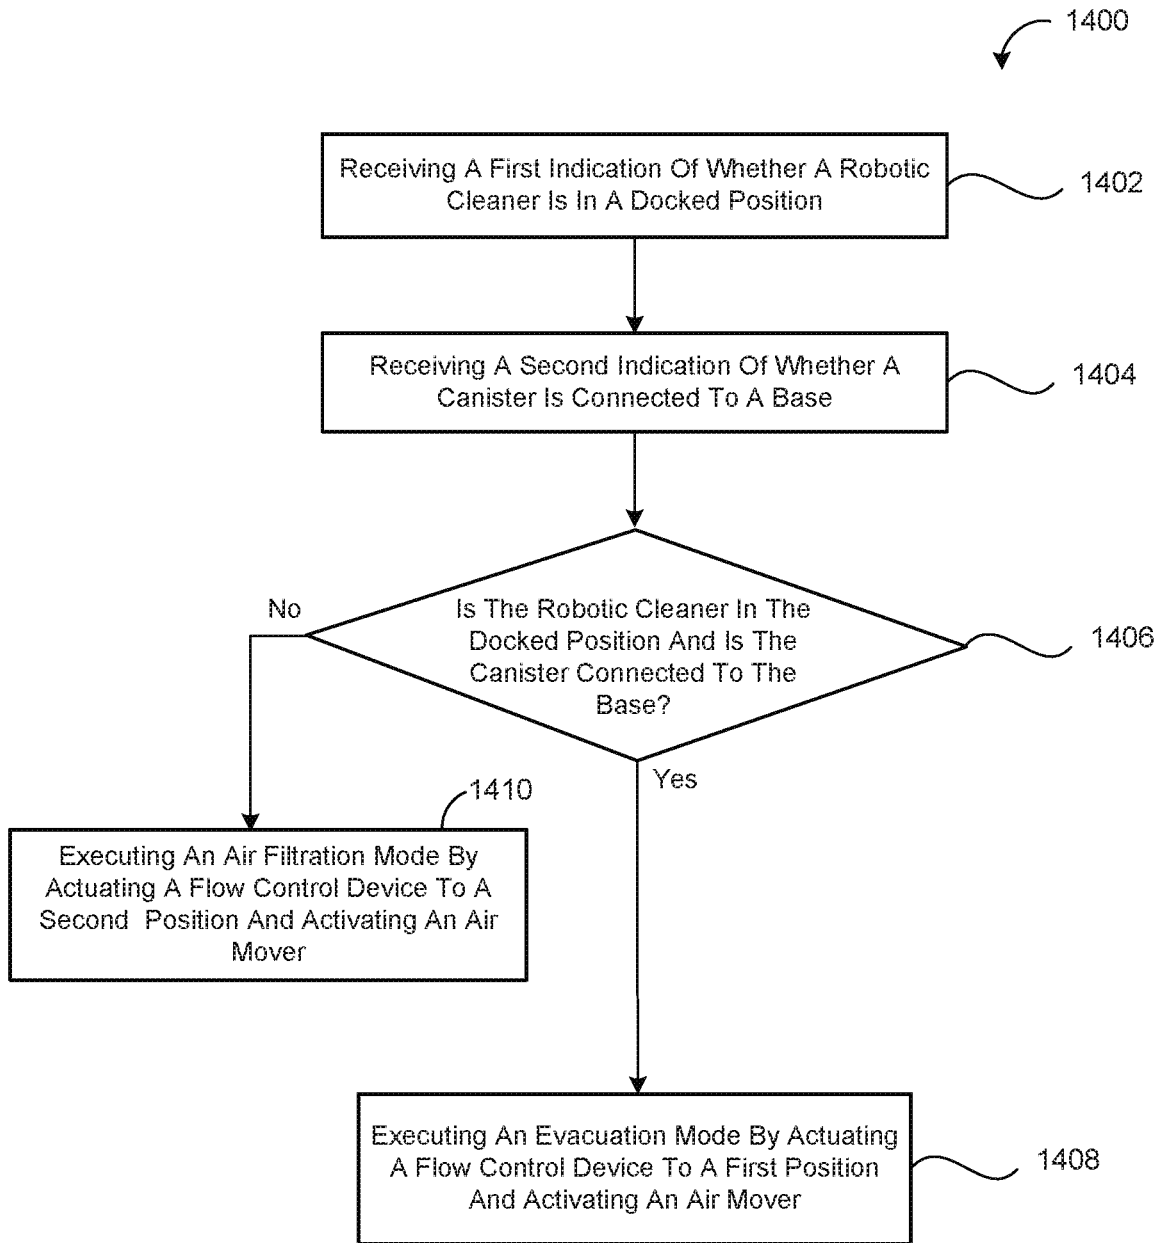 1400
Receiving A First Indication Of Whether A Robotic
Cleaner Is In A Docked Position
1402
Receiving A Second Indication Of Whether A
Canister Is Connected To A Base
1404
No
Is The Robotic Cleaner In The
Docked Position And Is The
Canister Connected To The
Base?
1406
Yes
1410
Executing An Air Filtration Mode By
Actuating A Flow Control Device To A
Second Position And Activating An Air
Mover
Executing An Evacuation Mode By Actuating
A Flow Control Device To A First Position
And Activating An Air Mover
1408